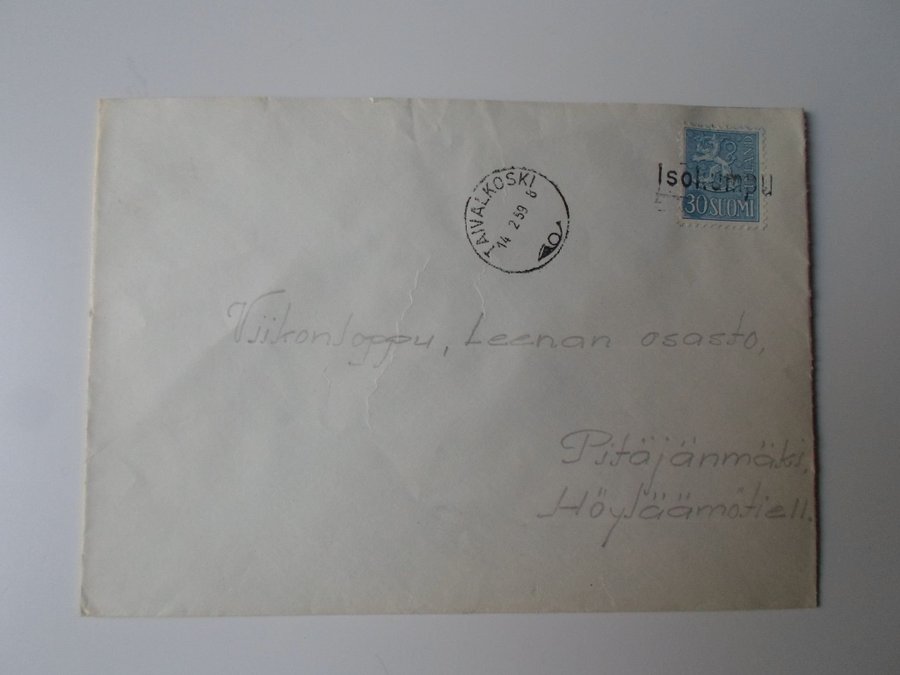 TAIVALKOSKI
14 2 59 8
Isokumpu
30 SUOMI
Viikonloppu, Leenan osasto,
Pitäjänmäki,
Höyläämötie 11.